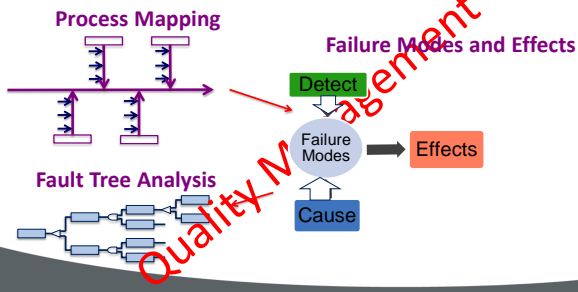 Process Mapping
Failure Modes and Effects
Detect
Failure
Modes
Effects
Cause
Fault Tree Analysis
Quality Management